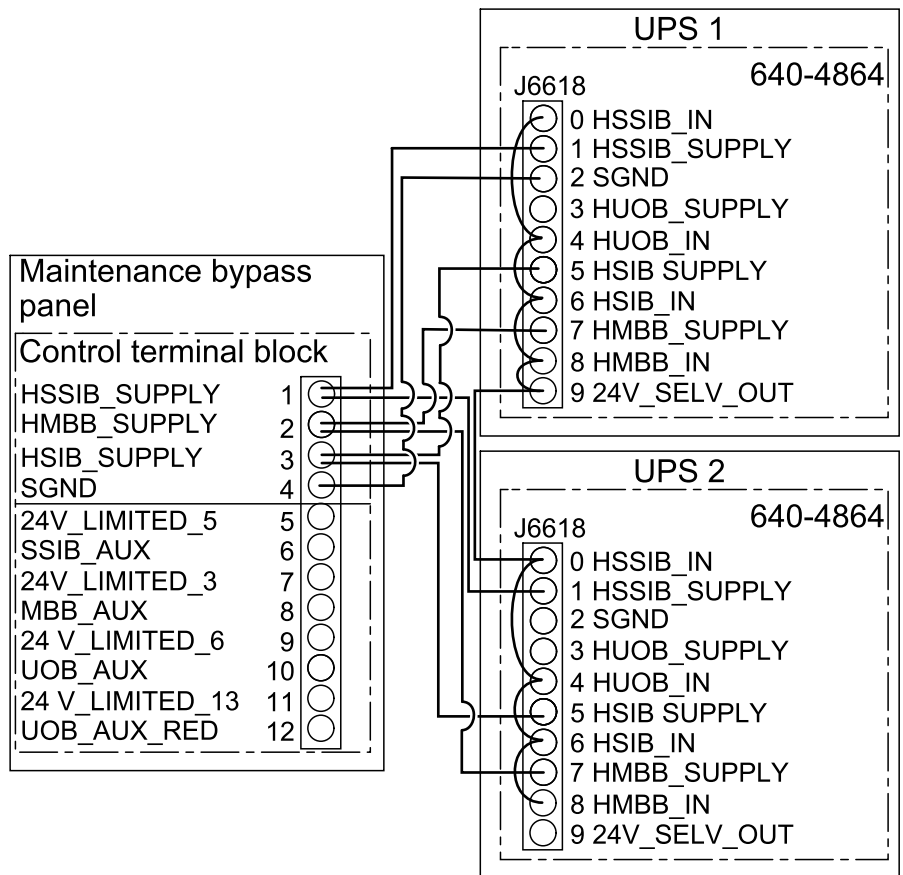 UPS 1
640-4864
J6618
0 HSSIB_IN
1 HSSIB_SUPPLY
2 SGND
3 HUOB_SUPPLY
4 HUOB_IN
5 HSIB SUPPLY
6 HSIB_IN
7 HMBB_SUPPLY
8 HMBB_IN
9 24V_SELV_OUT
Maintenance bypass
panel
Control terminal block
HSSIB_SUPPLY 1
HMBB_SUPPLY 2
HSIB_SUPPLY 3
SGND 4
24V_LIMITED_5 5
SSIB_AUX 6
24V_LIMITED_3 7
MBB_AUX 8
24 V_LIMITED_6 9
UOB_AUX 10
24 V_LIMITED_13 11
UOB_AUX_RED 12
UPS 2
640-4864
J6618
0 HSSIB_IN
1 HSSIB_SUPPLY
2 SGND
3 HUOB_SUPPLY
4 HUOB_IN
5 HSIB SUPPLY
6 HSIB_IN
7 HMBB_SUPPLY
8 HMBB_IN
9 24V_SELV_OUT